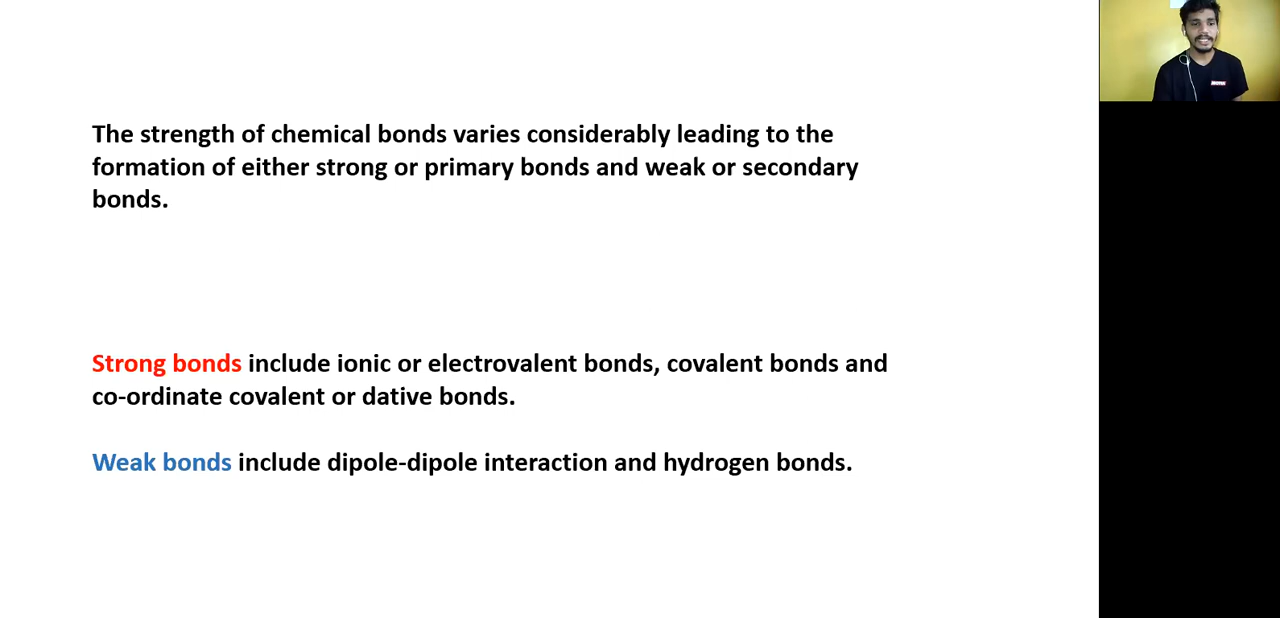 The strength of chemical bonds varies considerably leading to the
formation of either strong or primary bonds and weak or secondary
bonds.
Strong bonds include ionic or electrovalent bonds, covalent bonds and
co-ordinate covalent or dative bonds.
Weak bonds include dipole-dipole interaction and hydrogen bonds.